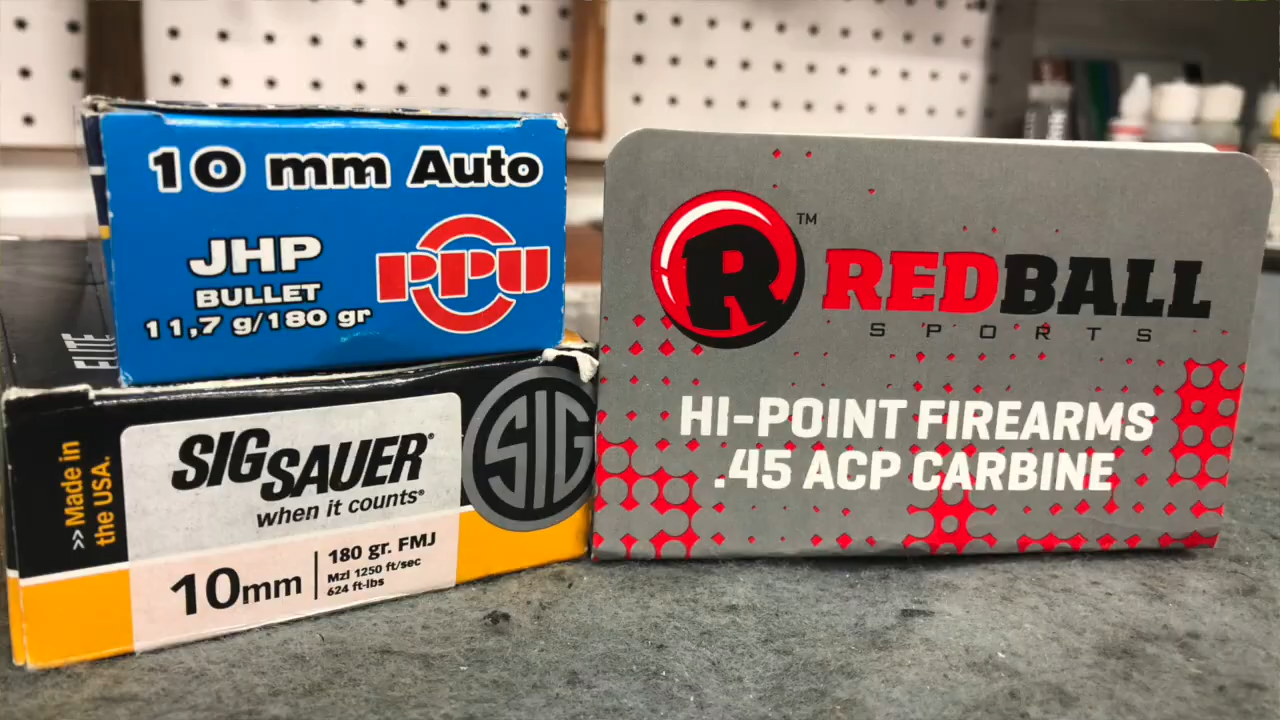 10 mm Auto
JHP
BULLET
11,7 g/180 gr
PPU
ELITE
>> Made in
the USA.
SIG SAUER®
when it counts®
10mm
180 gr. FMJ
Mzl 1250 ft/sec
624 ft-lbs
SIG
R
™
REDBALL
SPORTS
HI-POINT FIREARMS
.45 ACP CARBINE